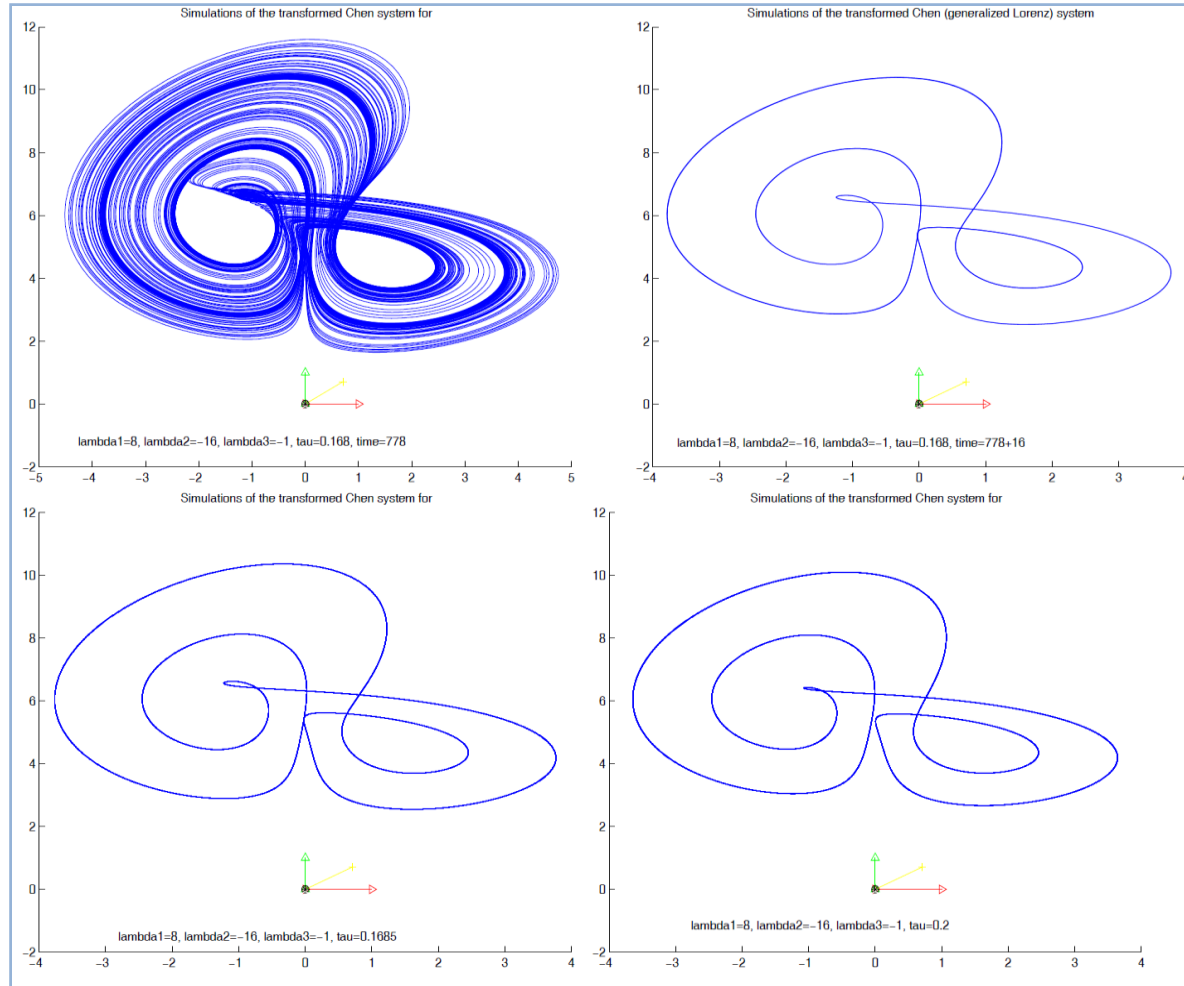 Simulations of the transformed Chen system for
12
10
8
6
4
2
0
−2
−5 −4 −3 −2 −1 0 1 2 3 4 5
lambda1=8, lambda2=−16, lambda3=−1, tau=0.168, time=778
Simulations of the transformed Chen (generalized Lorenz) system
12
10
8
6
4
2
0
−2
−4 −3 −2 −1 0 1 2 3 4
lambda1=8, lambda2=−16, lambda3=−1, tau=0.168, time=778+16
Simulations of the transformed Chen system for
12
10
8
6
4
2
0
−2
−4 −3 −2 −1 0 1 2 3 4
lambda1=8, lambda2=−16, lambda3=−1, tau=0.1685
Simulations of the transformed Chen system for
12
10
8
6
4
2
0
−2
−4 −3 −2 −1 0 1 2 3 4
lambda1=8, lambda2=−16, lambda3=−1, tau=0.2